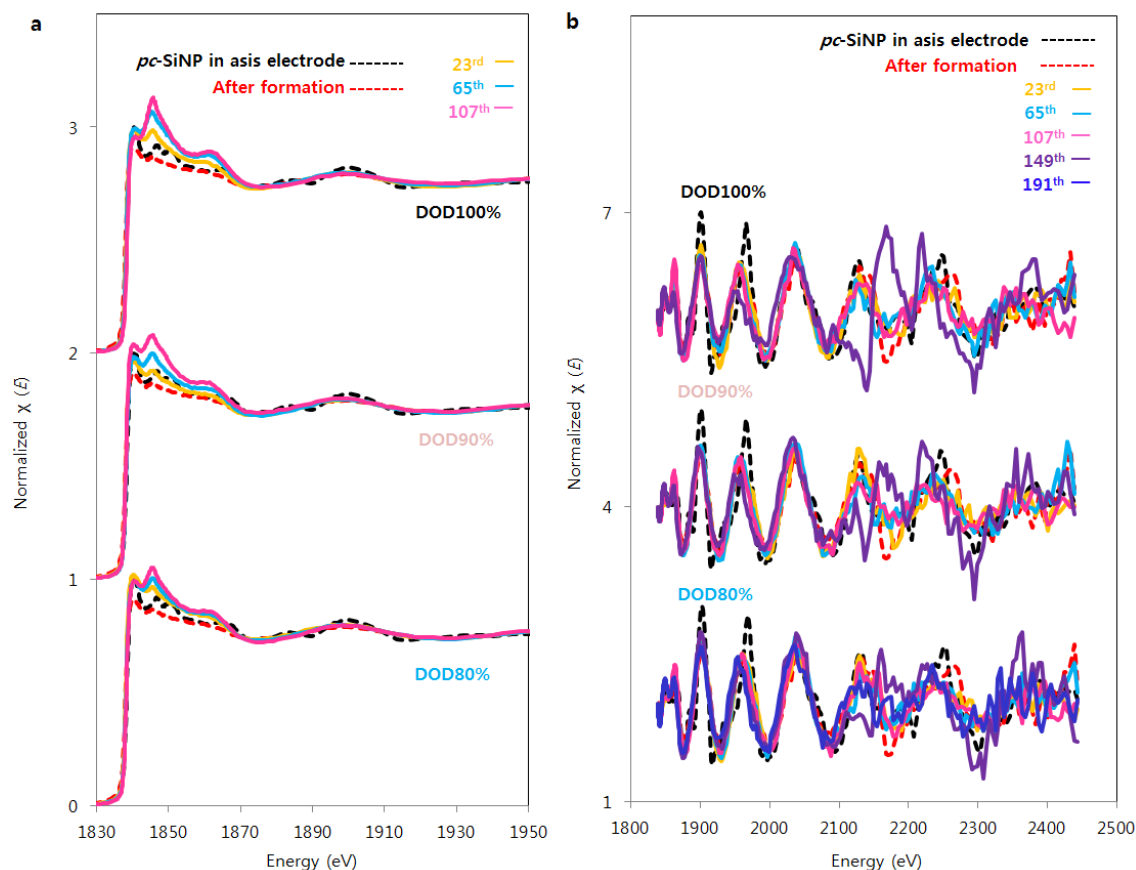 a
pc-SiNP in asis electrode
After formation
23rd
65th
107th
3
DOD100%
2
DOD90%
1
DOD80%
0
1830 1850 1870 1890 1910 1930 1950
Energy (eV)
Normalized χ (E)
b
pc-SiNP in asis electrode
After formation
23rd
65th
107th
149th
191th
DOD100%
7
DOD90%
4
DOD80%
1
1800 1900 2000 2100 2200 2300 2400 2500
Energy (eV)
Normalized χ (E)